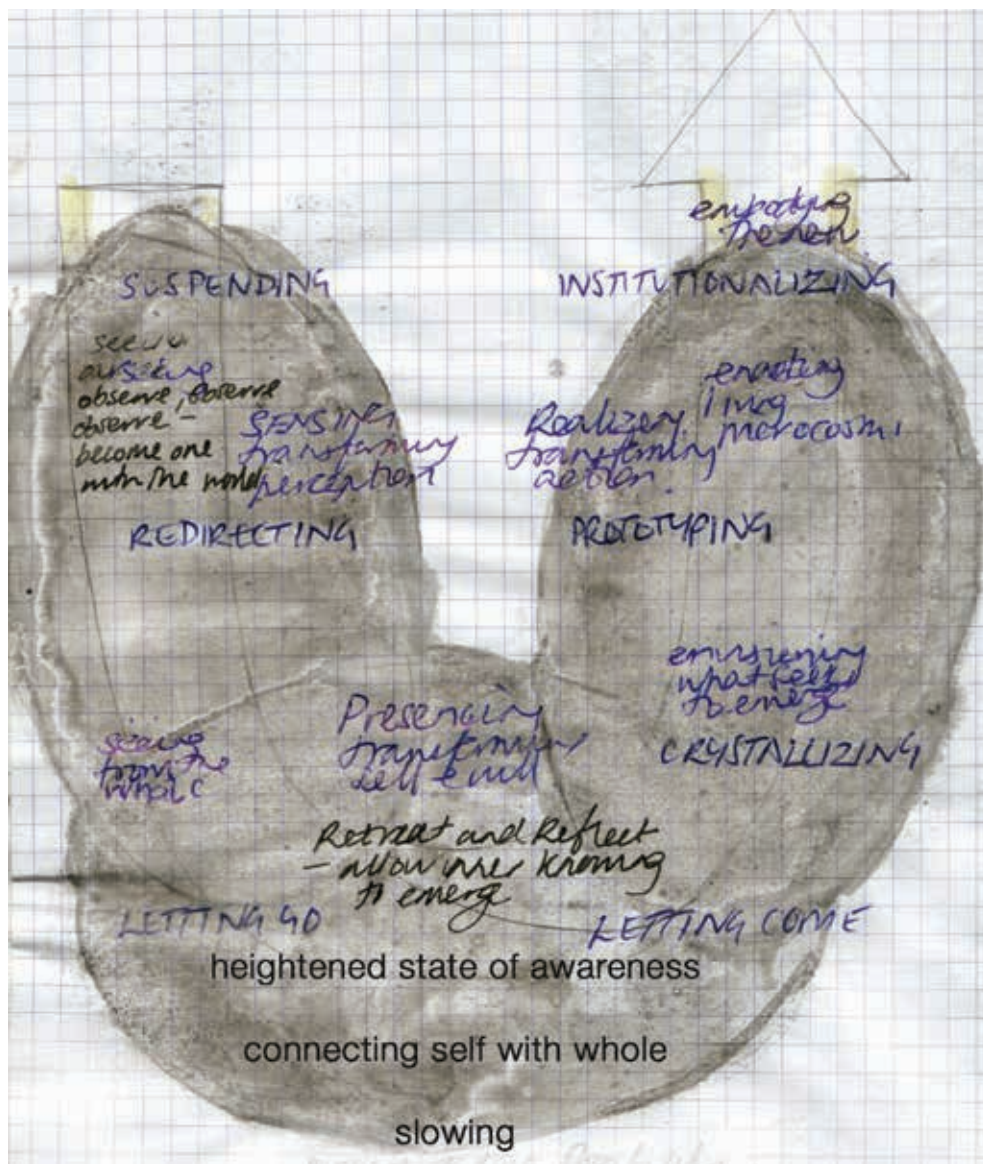 embodying
the new
SUSPENDING
INSTITUTIONALIZING
seeing
our seeing
observe, observe
observe -
become one
with the world
SENSING
transforming
perception
Realizing
transforming
action.
enacting
living
microcosms
REDIRECTING
PROTOTYPING
envisioning
what seeks
to emerge
seeing
from the
whole
Presencing
transforming
self & will
CRYSTALLIZING
Retreat and Reflect
- allow inner knowing
to emerge
LETTING GO
LETTING COME
heightened state of awareness
connecting self with whole
slowing